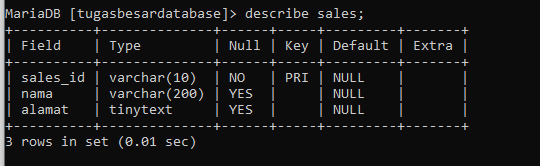 MariaDB [tugasbesardatabase]> describe sales;
+----------+--------------+------+-----+---------+-------+
| Field    | Type         | Null | Key | Default | Extra |
+----------+--------------+------+-----+---------+-------+
| sales_id | varchar(10)  | NO   | PRI | NULL    |       |
| nama     | varchar(200) | YES  |     | NULL    |       |
| alamat   | tinytext     | YES  |     | NULL    |       |
+----------+--------------+------+-----+---------+-------+
3 rows in set (0.01 sec)